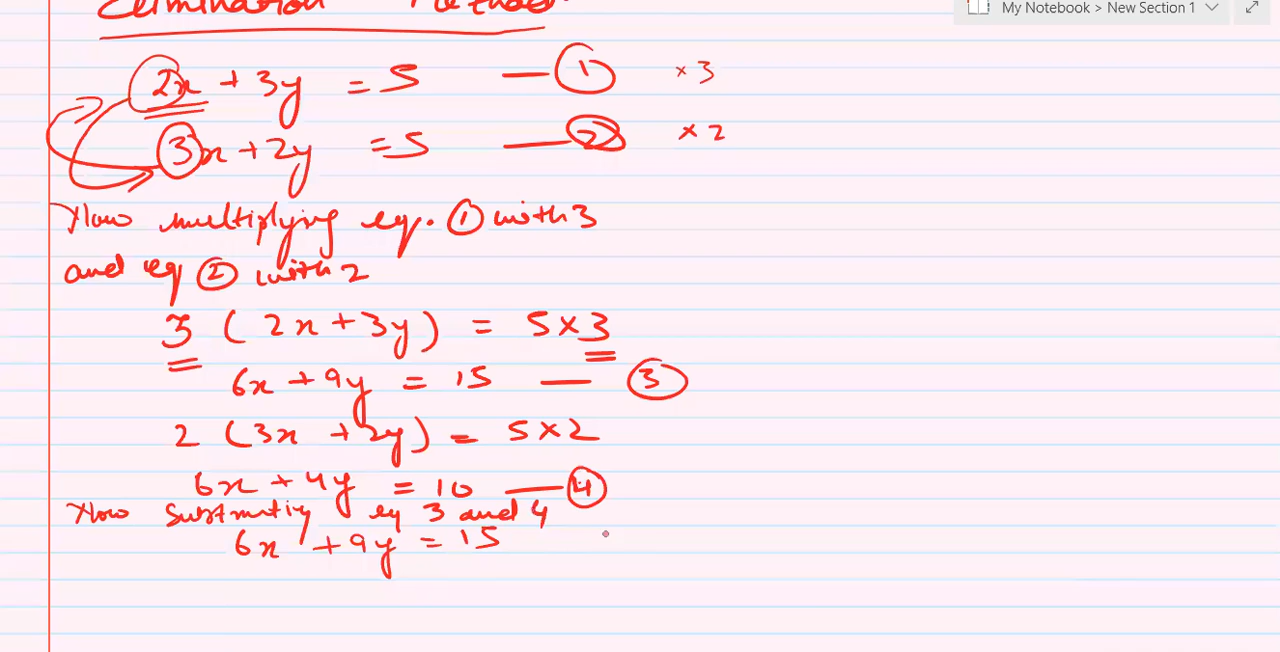 Elimination Method
My Notebook > New Section 1
2x + 3y = 5 — ① × 3
3x + 2y = 5 — ② × 2
Now multiplying eq. ① with 3
and eq ② with 2
3 ( 2x + 3y ) = 5 × 3
6x + 9y = 15 — ③
2 ( 3x + 2y ) = 5 × 2
6x + 4y = 10 — ④
Now eq 3 and 4
6x + 9y = 15